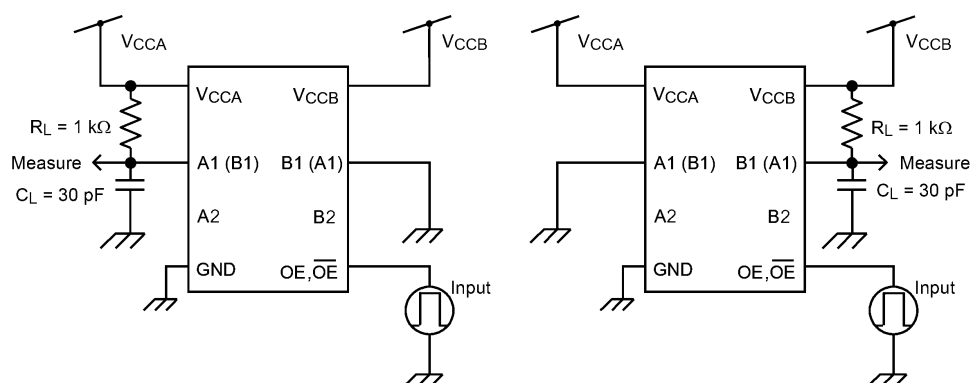 VCCA
VCCB
VCCA
VCCB
RL = 1 kΩ
Measure
A1 (B1)
B1 (A1)
CL = 30 pF
A2
B2
GND
OE,O̅E̅
Input
VCCA
VCCB
VCCA
VCCB
RL = 1 kΩ
A1 (B1)
B1 (A1)
Measure
CL = 30 pF
A2
B2
GND
OE,O̅E̅
Input